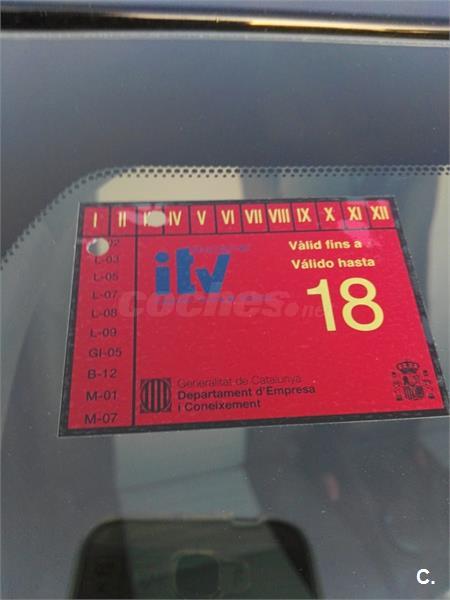 I II IV V VI VII VIII IX X XI XII
L-03
L-05
L-07
L-08
L-09
GI-05
B-12
M-01
M-07
itv
Vàlid fins a
Válido hasta
18
coches.net
Generalitat de Catalunya
Departament d'Empresa
i Coneixement
C.